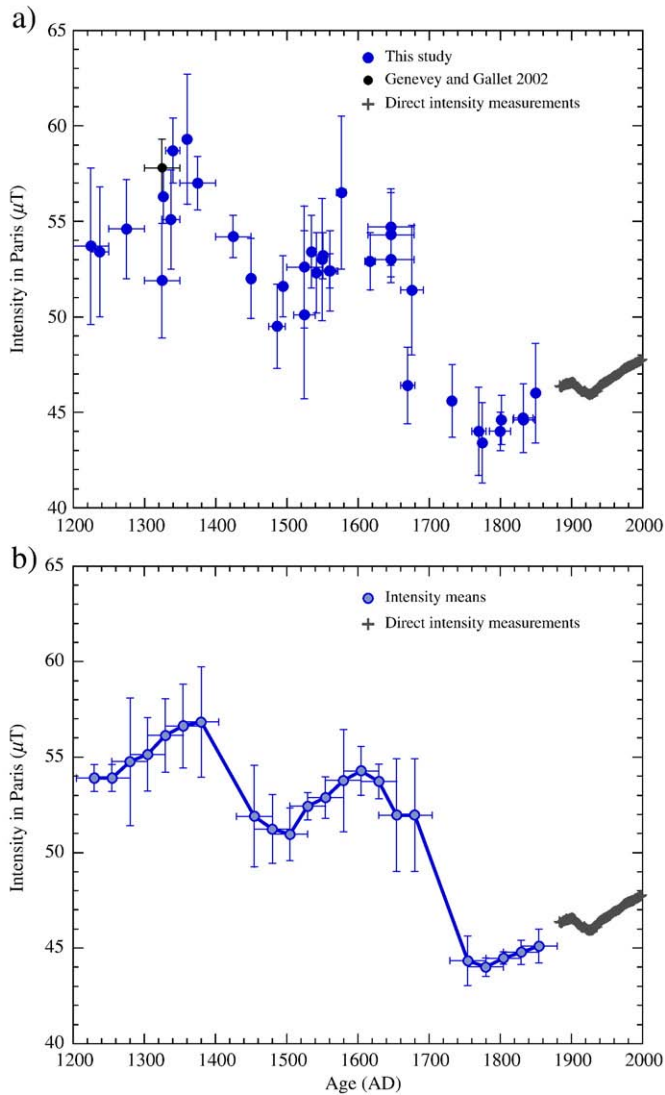 a)
65
60
55
50
45
40
Intensity in Paris (μT)
This study
Genevey and Gallet 2002
Direct intensity measurements
1200 1300 1400 1500 1600 1700 1800 1900 2000
b)
65
60
55
50
45
40
Intensity in Paris (μT)
Intensity means
Direct intensity measurements
1200 1300 1400 1500 1600 1700 1800 1900 2000
Age (AD)